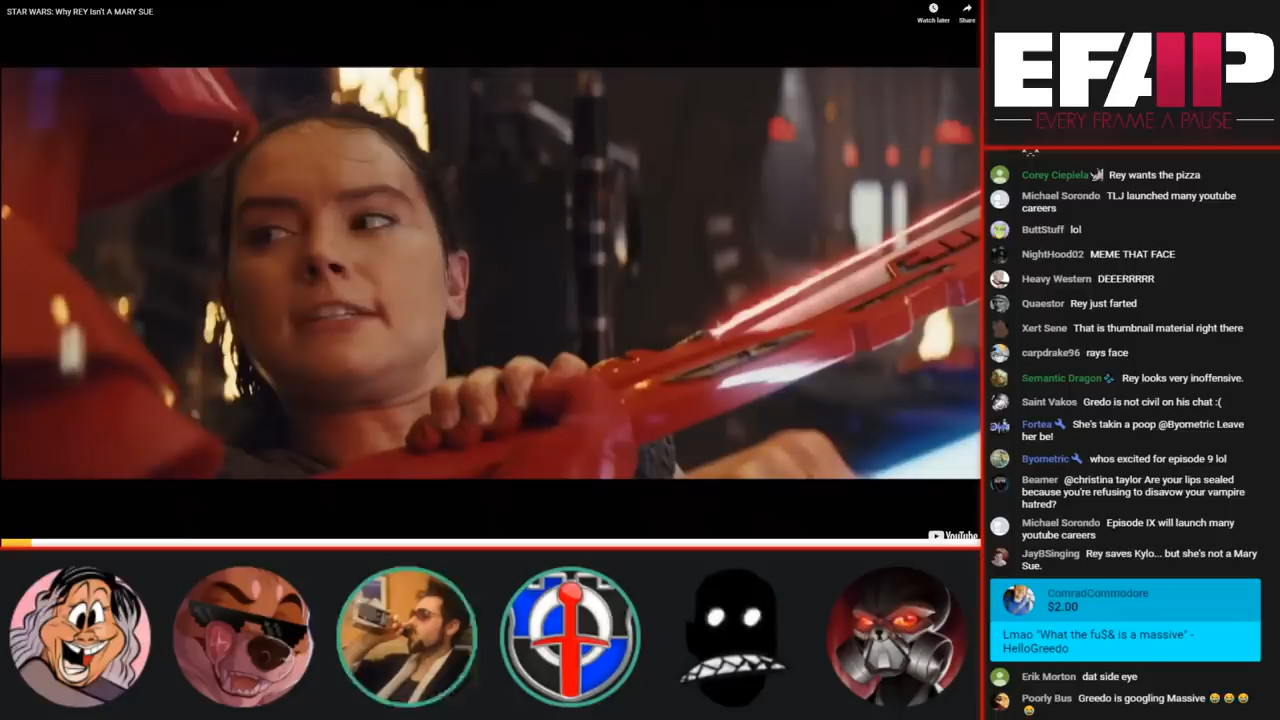 STAR WARS: Why REY Isn't A MARY SUE
Watch later
Share
YouTube
EFAP
EVERY FRAME A PAUSE
^-^
Corey Ciepiela Rey wants the pizza
Michael Sorondo TLJ launched many youtube
careers
ButtStuff lol
NightHood02 MEME THAT FACE
Heavy Western DEEERRRRR
Quaestor Rey just farted
Xert Sene That is thumbnail material right there
carpdrake96 rays face
Semantic Dragon Rey looks very inoffensive.
Saint Vakos Gredo is not civil on his chat :(
Fortea She's takin a poop @Byometric Leave
her be!
Byometric whos excited for episode 9 lol
Beamer @christina taylor Are your lips sealed
because you're refusing to disavow your vampire
hatred?
Michael Sorondo Episode IX will launch many
youtube careers
JayBSinging Rey saves Kylo... but she's not a Mary
Sue.
ComradCommodore
$2.00
Lmao "What the fu$& is a massive" -
HelloGreedo
Erik Morton dat side eye
Poorly Bus Greedo is googling Massive 😂 😂 😂
😂